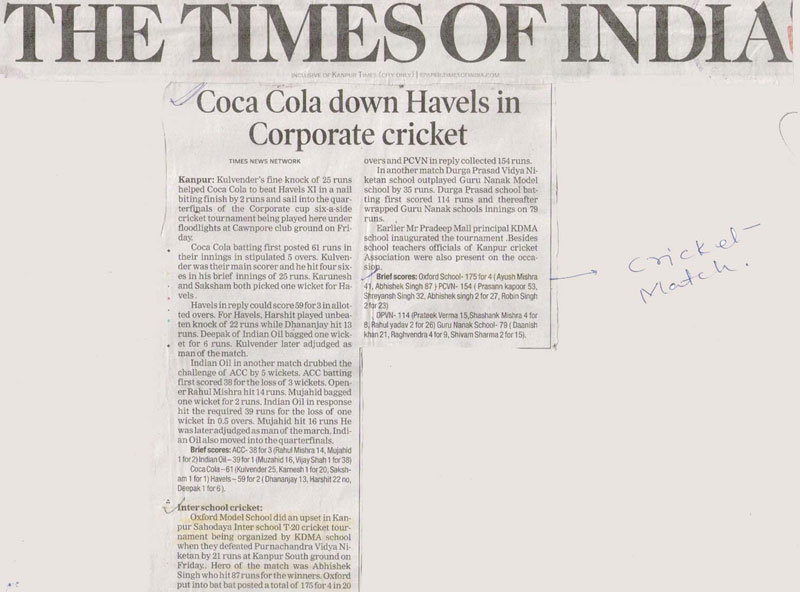 THE TIMES OF INDIA
INCLUSIVE OF KANPUR TIMES (CITY ONLY) | EPAPER.TIMESOFINDIA.COM
Coca Cola down Havels in
Corporate cricket
TIMES NEWS NETWORK
Kanpur: Kulvender's fine knock of 25 runs
helped Coca Cola to beat Havels XI in a nail
biting finish by 2 runs and sail into the quar-
terfinals of the Corporate cup six-a-side
cricket tournament being played here under
floodlights at Cawnpore club ground on Fri-
day.
Coca Cola batting first posted 61 runs in
their innings in stipulated 5 overs. Kulven-
der was their main scorer and he hit four six-
es in his brief innings of 25 runs. Karunesh
and Saksham both picked one wicket for Ha-
vels.
Havels in reply could score 59 for 3 in allot-
ted overs. For Havels, Harshit played unbea-
ten knock of 22 while Dhananjay hit 13
runs. Deepak of Indian Oil bagged one wick-
et for 6 runs. Kulvender later adjudged as
man of the match.
Indian Oil in another match drubbed the
challenge of ACC by 5 wickets. ACC batting
first scored 38 for the loss of 3 wickets. Open-
er Rahul Mishra hit 14 runs. Mujahid bagged
one wicket for 2 runs. Indian Oil in response
hit the required 39 runs for the loss of one
wicket in 0.5 overs. Mujahid hit 16 runs He
was later adjudged as man of the march. Indi-
an Oil also moved into the quarterfinals.
Brief scores: ACC- 38 for 3 (Rahul Mishra 14, Mujahid
1 for 2) Indian Oil – 39 for 1 (Muzahid 16, Vijay Shah 1 for 38)
Coca Cola –61 (Kulvender 25, Karnesh 1 for 20, Saksh-
am 1 for 1) Havels – 59 for 2 ( Dhananjay 13, Harshit 22 no,
Deepak 1 for 6 ).
Inter school cricket:
Oxford Model School did an upset in Kan-
pur Sahodaya Inter school T-20 cricket tour-
nament being organized by KDMA school
when they defeated Purnachandra Vidya Ni-
ketan by 21 runs at Kanpur South ground on
Friday.. Hero of the match was Abhishek
Singh who hit 87 runs for the winners. Oxford
put into bat bat posted a total of 175 for 4 in 20
overs and PCVN in reply collected 154 runs.
In another match Durga Prasad Vidya Ni-
ketan school outplayed Guru Nanak Model
school by 35 runs. Durga Prasad school bat-
ting first scored 114 runs and thereafter
wrapped Guru Nanak schools innings on 79
runs.
Earlier Mr Pradeep Mall principal KDMA
school inaugurated the tournament .Besides
school teachers officials of Kanpur cricket
Association were also present on the occa-
sion.
Brief scores: Oxford School- 175 for 4 (Ayush Mishra
41, Abhishek Singh 87 ) PCVN- 154 ( Prasann kapoor 53,
Shreyansh Singh 32, Abhishek singh 2 for 27, Robin Singh
2 for 23)
DPVN- 114 (Prateek Verma 15, Shashank Mishra 4 for
8, Rahul yadav 2 for 26) Guru Nanak School- 79 ( Daanish
khan 21, Raghvendra 4 for 9, Shivam Sharma 2 for 15).
Cricket-
Match.